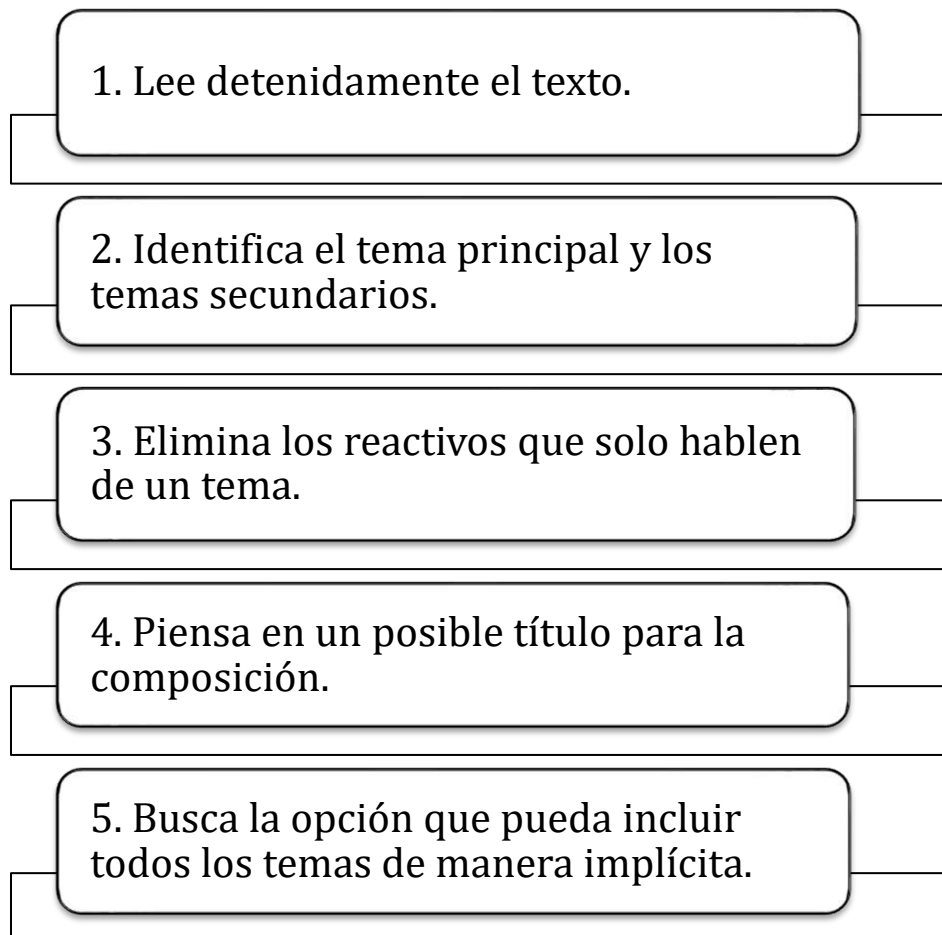 1. Lee detenidamente el texto.
2. Identifica el tema principal y los
temas secundarios.
3. Elimina los reactivos que solo hablen
de un tema.
4. Piensa en un posible título para la
composición.
5. Busca la opción que pueda incluir
todos los temas de manera implícita.